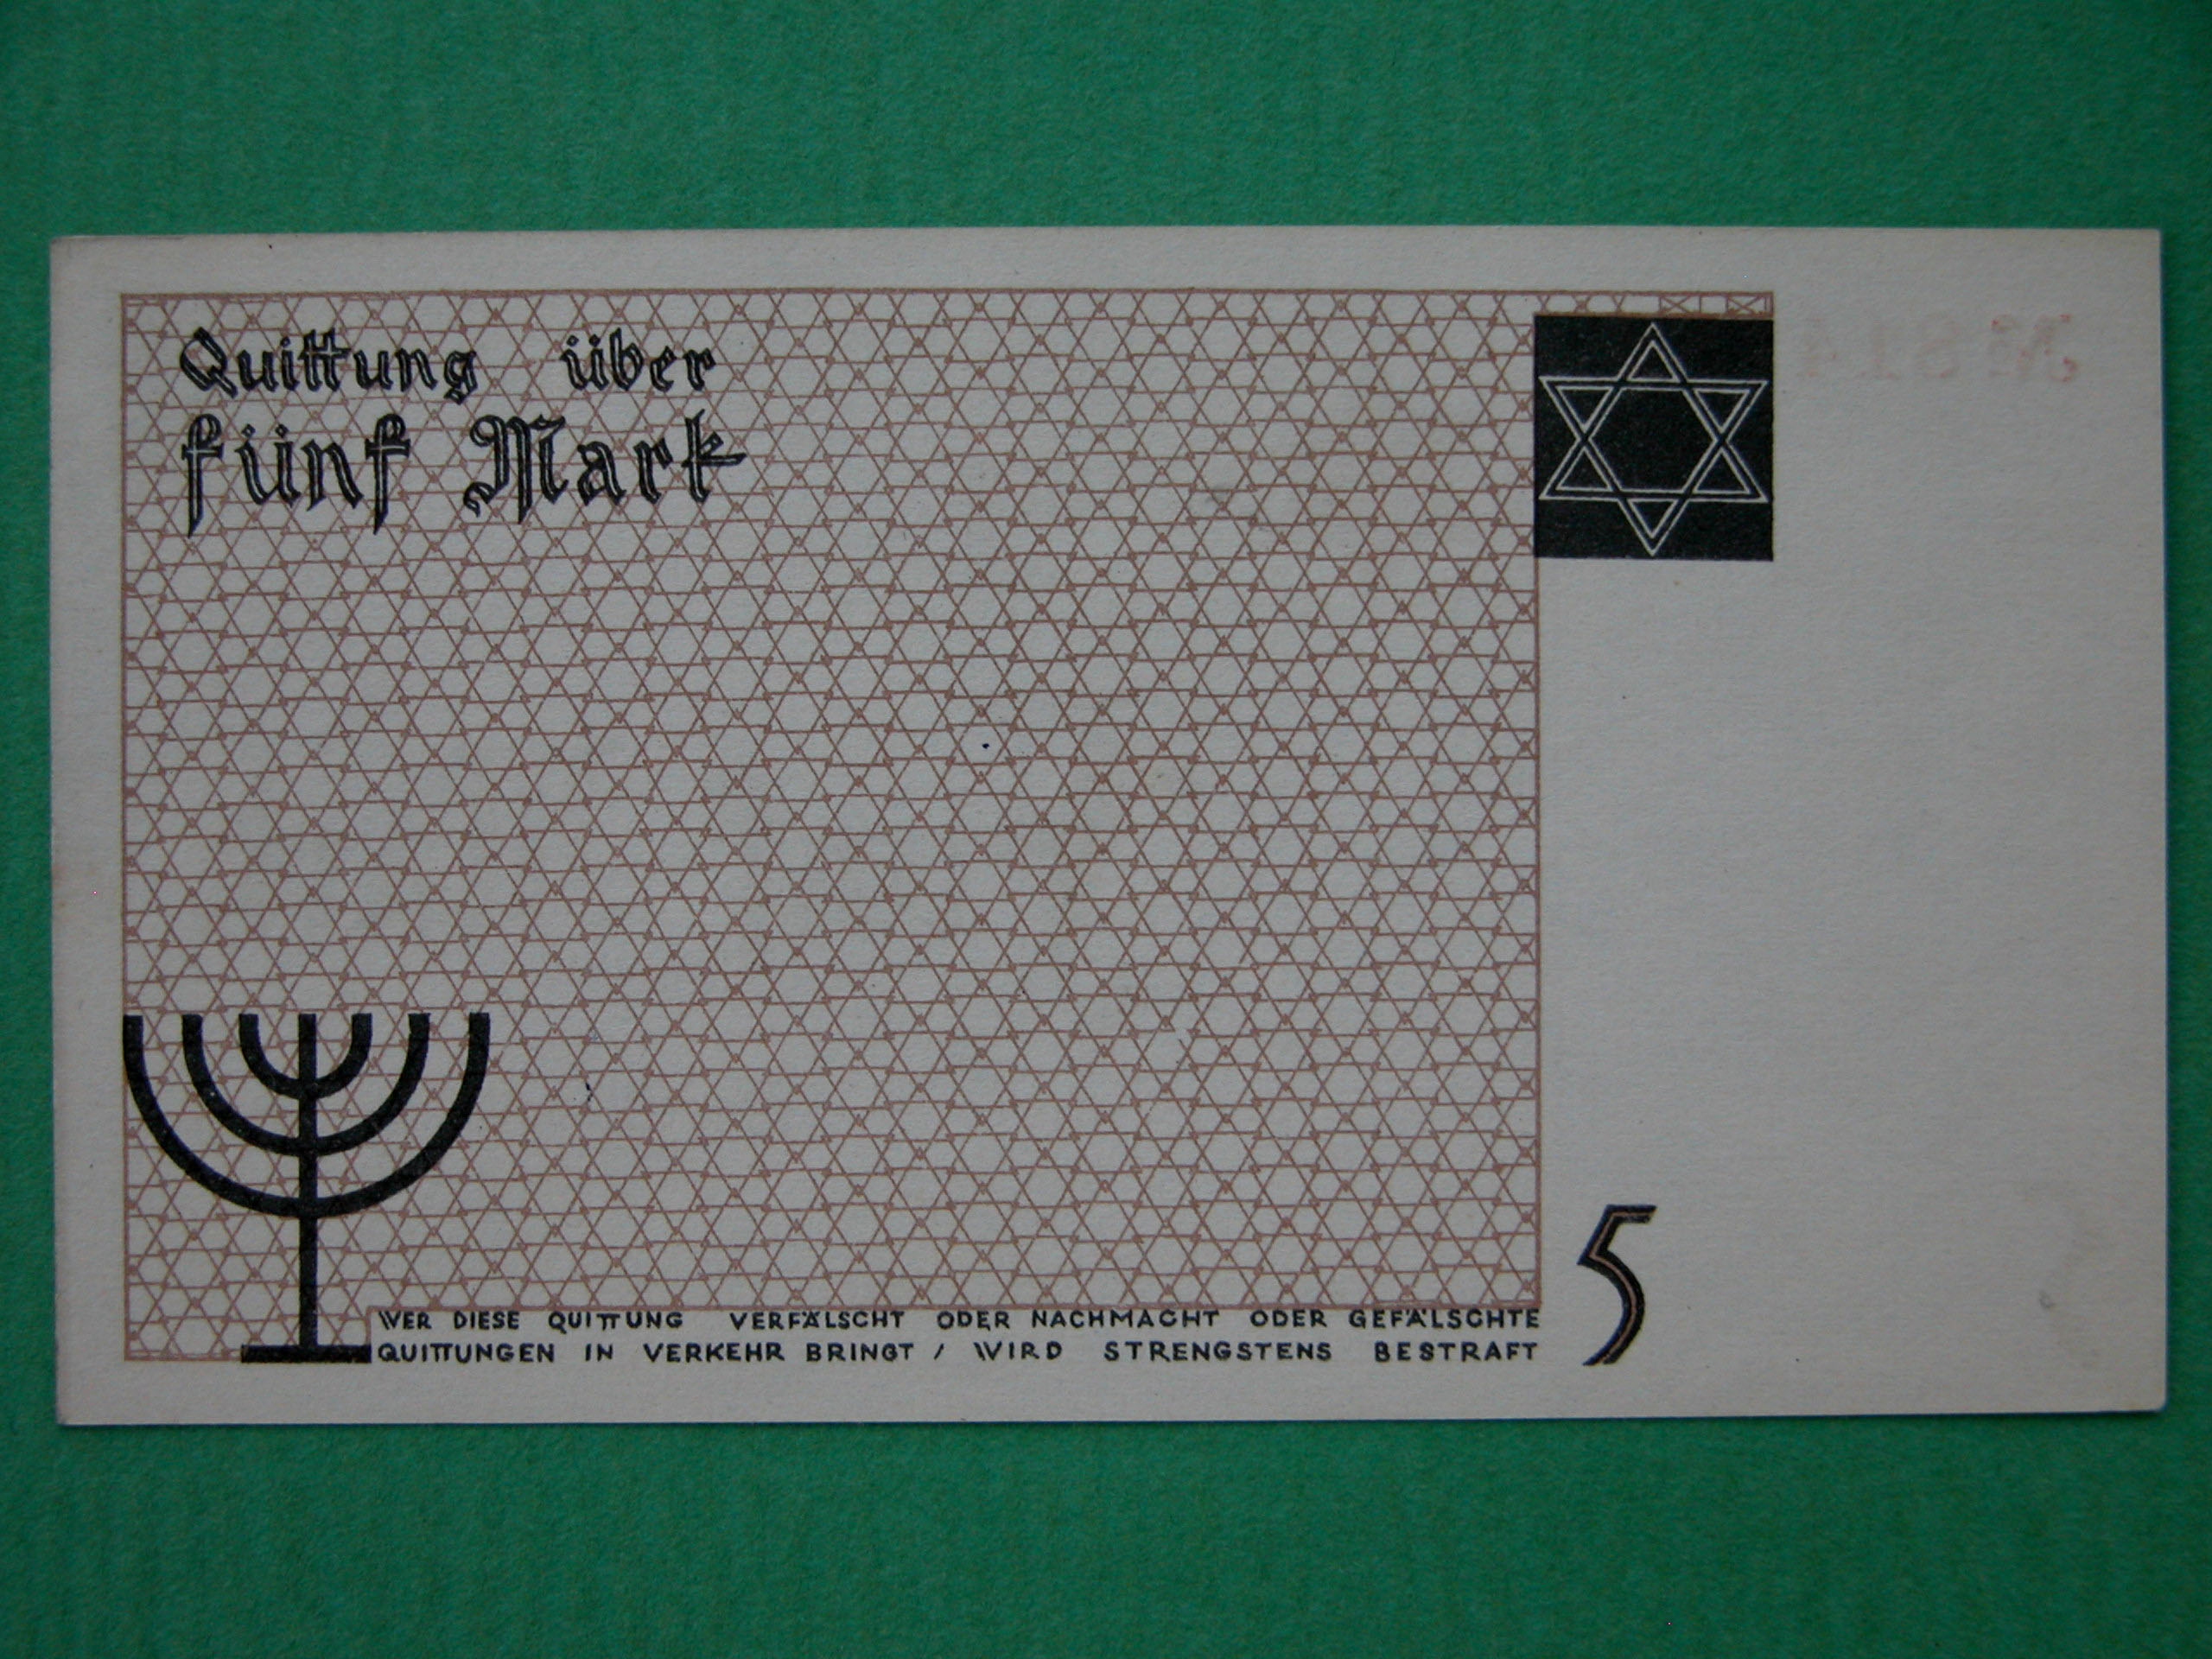 Quittung über
fünf Mark
WER DIESE QUITTUNG VERFÄLSCHT ODER NACHMACHT ODER GEFÄLSCHTE
QUITTUNGEN IN VERKEHR BRINGT / WIRD STRENGSTENS BESTRAFT
5